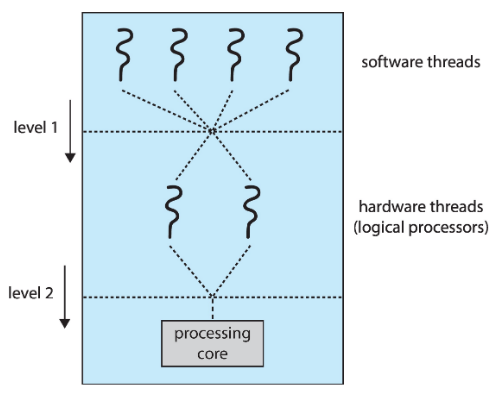 software threads
level 1
hardware threads
(logical processors)
level 2
processing
core